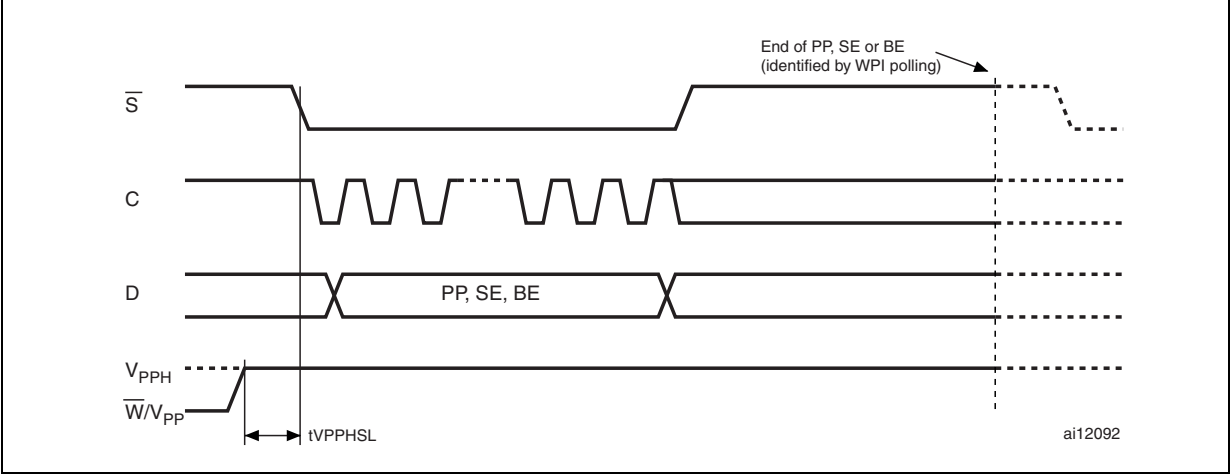 End of PP, SE or BE
(identified by WPI polling)
S̅
C
D
PP, SE, BE
VPPH
W̅/VPP
tVPPHSL
ai12092